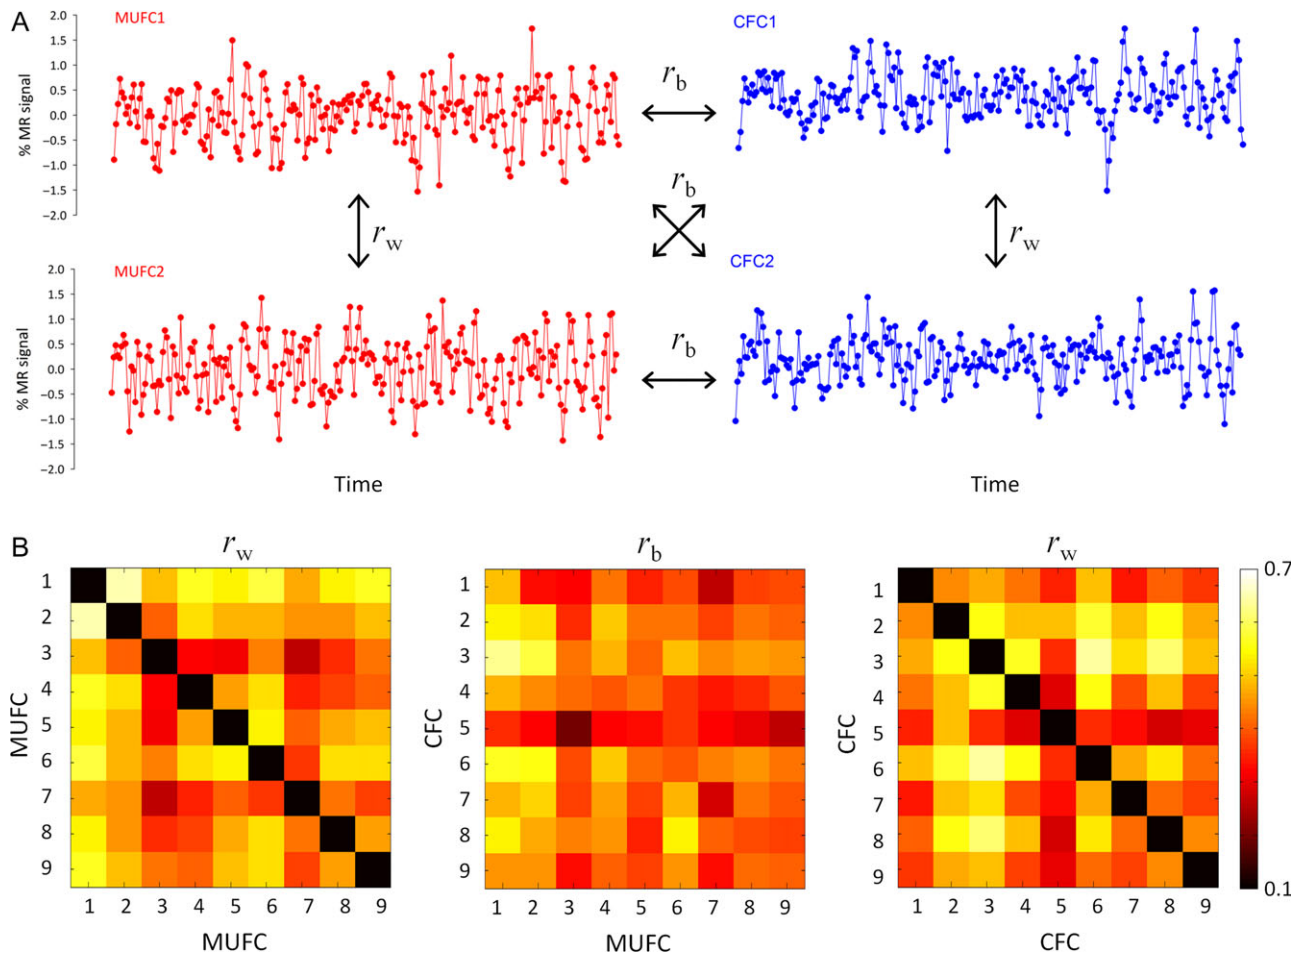 A
MUFC1
CFC1
% MR signal
2.0
1.5
1.0
0.5
0.0
−0.5
−1.0
−1.5
−2.0
r_b
r_b
r_w
r_w
MUFC2
CFC2
% MR signal
2.0
1.5
1.0
0.5
0.0
−0.5
−1.0
−1.5
−2.0
r_b
Time
Time
B
r_w
r_b
r_w
MUFC
1
2
3
4
5
6
7
8
9
1 2 3 4 5 6 7 8 9
MUFC
CFC
1
2
3
4
5
6
7
8
9
1 2 3 4 5 6 7 8 9
MUFC
CFC
1
2
3
4
5
6
7
8
9
1 2 3 4 5 6 7 8 9
CFC
0.7
0.1